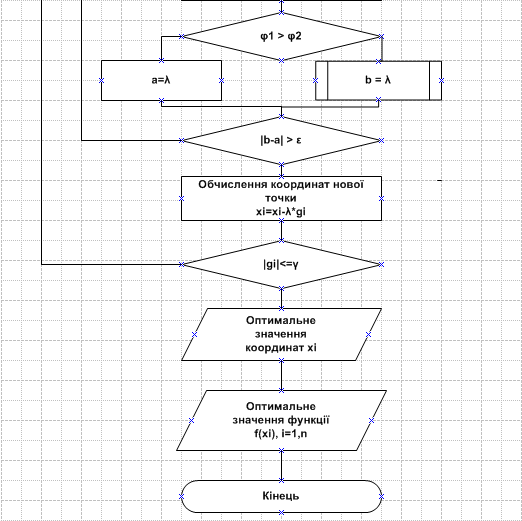 φ1 > φ2
a=λ
b = λ
|b-a| > ε
Обчислення координат нової
точки
xi=xi-λ*gi
|gi|<=γ
Оптимальне
значення
координат xi
Оптимальне
значення функції
f(xi), i=1,n
Кінець